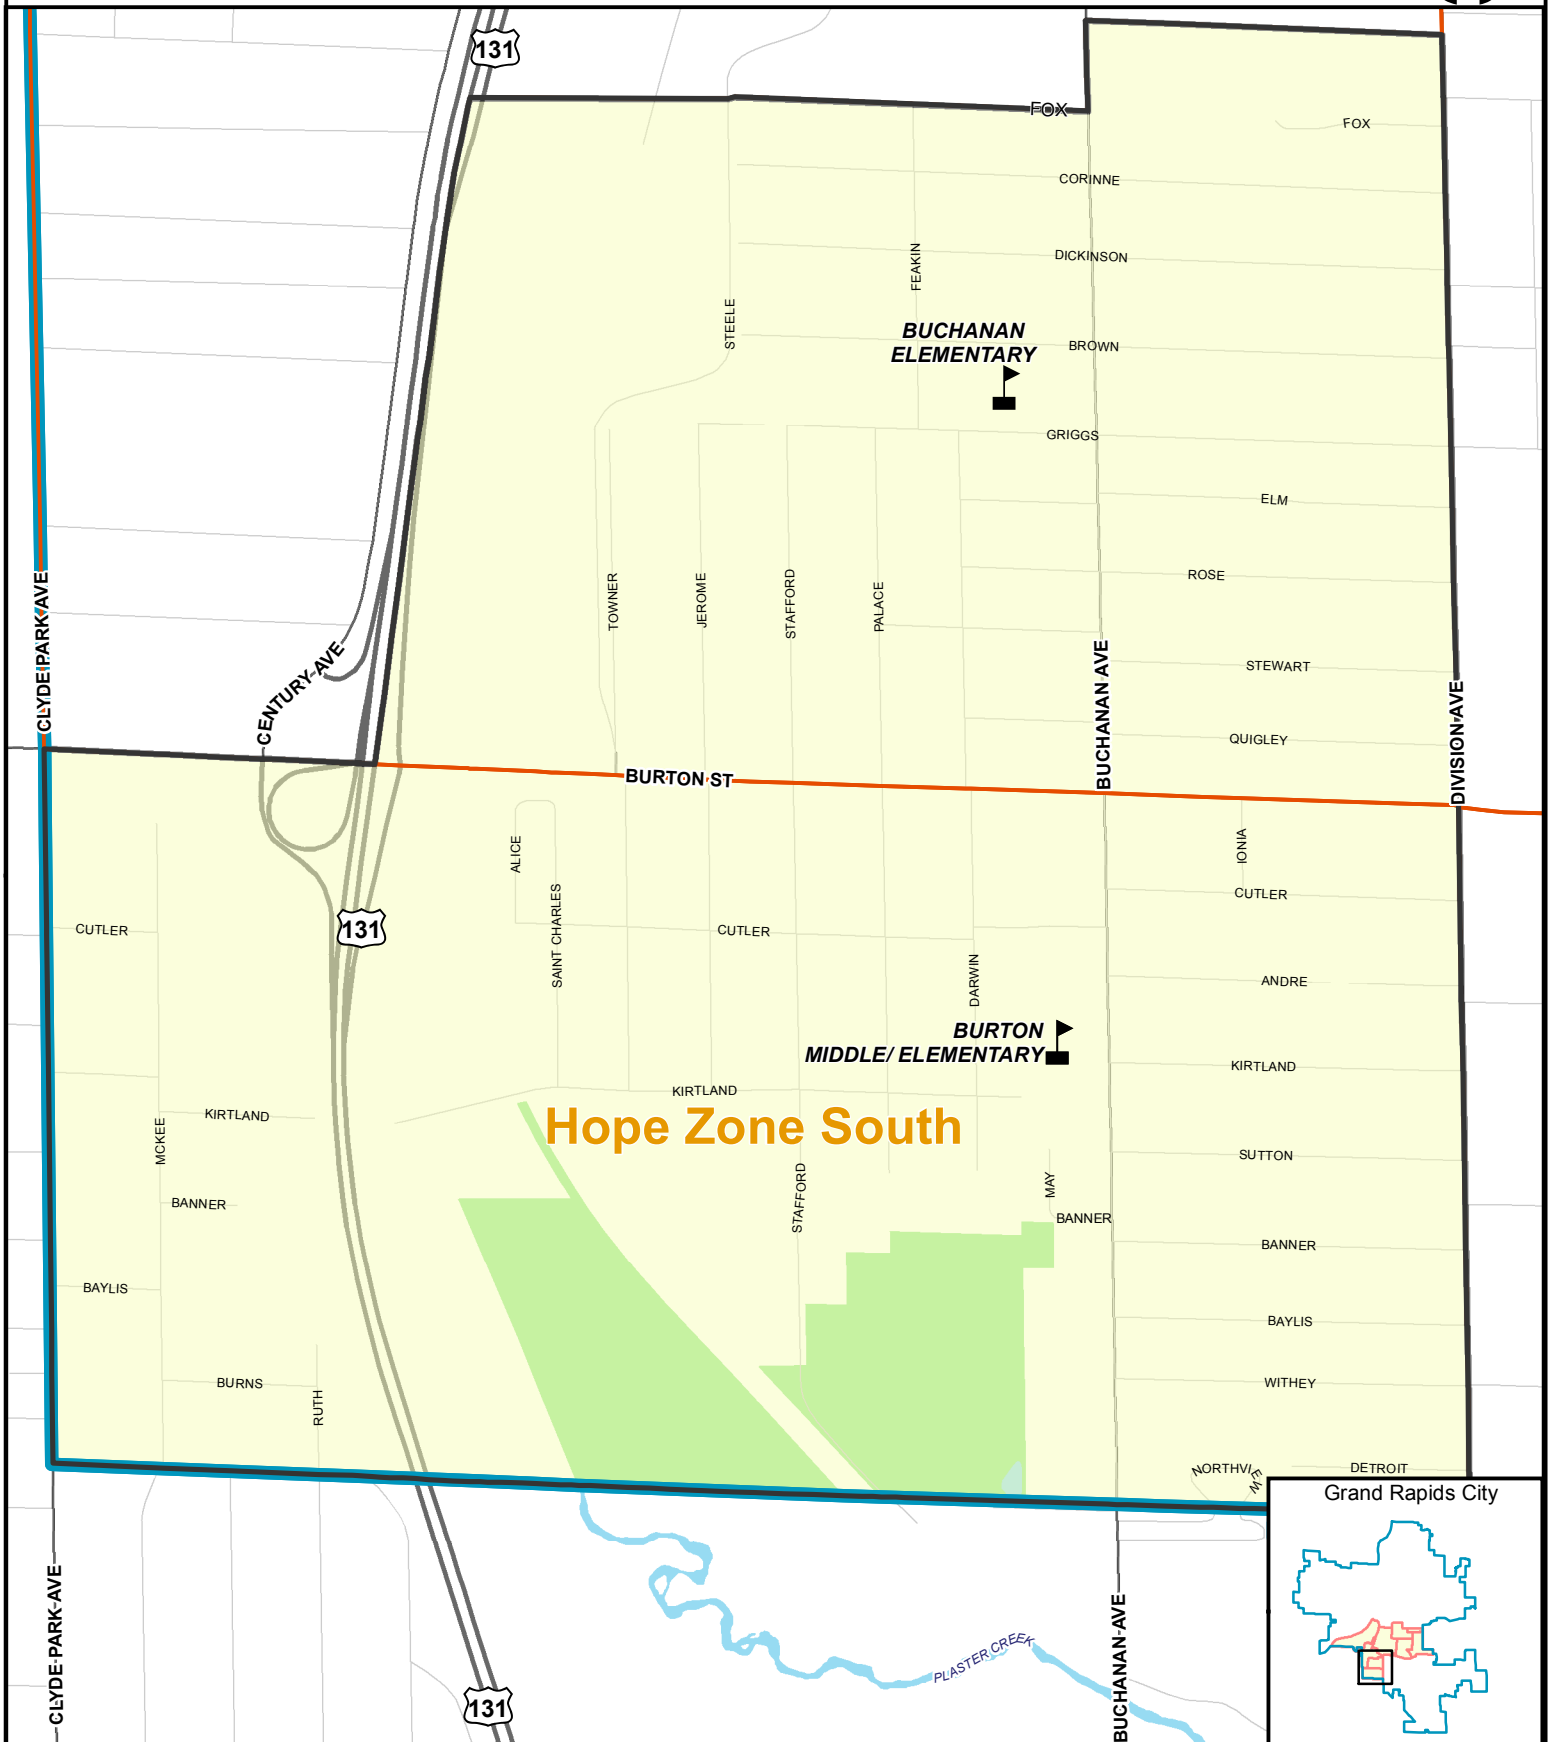 131
FOX
FOX
CORINNE
DICKINSON
FEAKIN
STEELE
BUCHANAN
ELEMENTARY
BROWN
GRIGGS
ELM
ROSE
TOWNER
JEROME
STAFFORD
PALACE
CLYDE PARK AVE
CENTURY AVE
BUCHANAN AVE
STEWART
DIVISION AVE
QUIGLEY
BURTON ST
ALICE
IONIA
SAINT CHARLES
CUTLER
131
CUTLER
CUTLER
DARWIN
ANDRE
BURTON
MIDDLE/ ELEMENTARY
KIRTLAND
KIRTLAND
KIRTLAND
Hope Zone South
MCKEE
SUTTON
STAFFORD
MAY
BANNER
BANNER
BANNER
BAYLIS
BAYLIS
BURNS
RUTH
WITHEY
NORTHVIEW
DETROIT
Grand Rapids City
CLYDE PARK AVE
BUCHANAN AVE
PLASTER CREEK
131